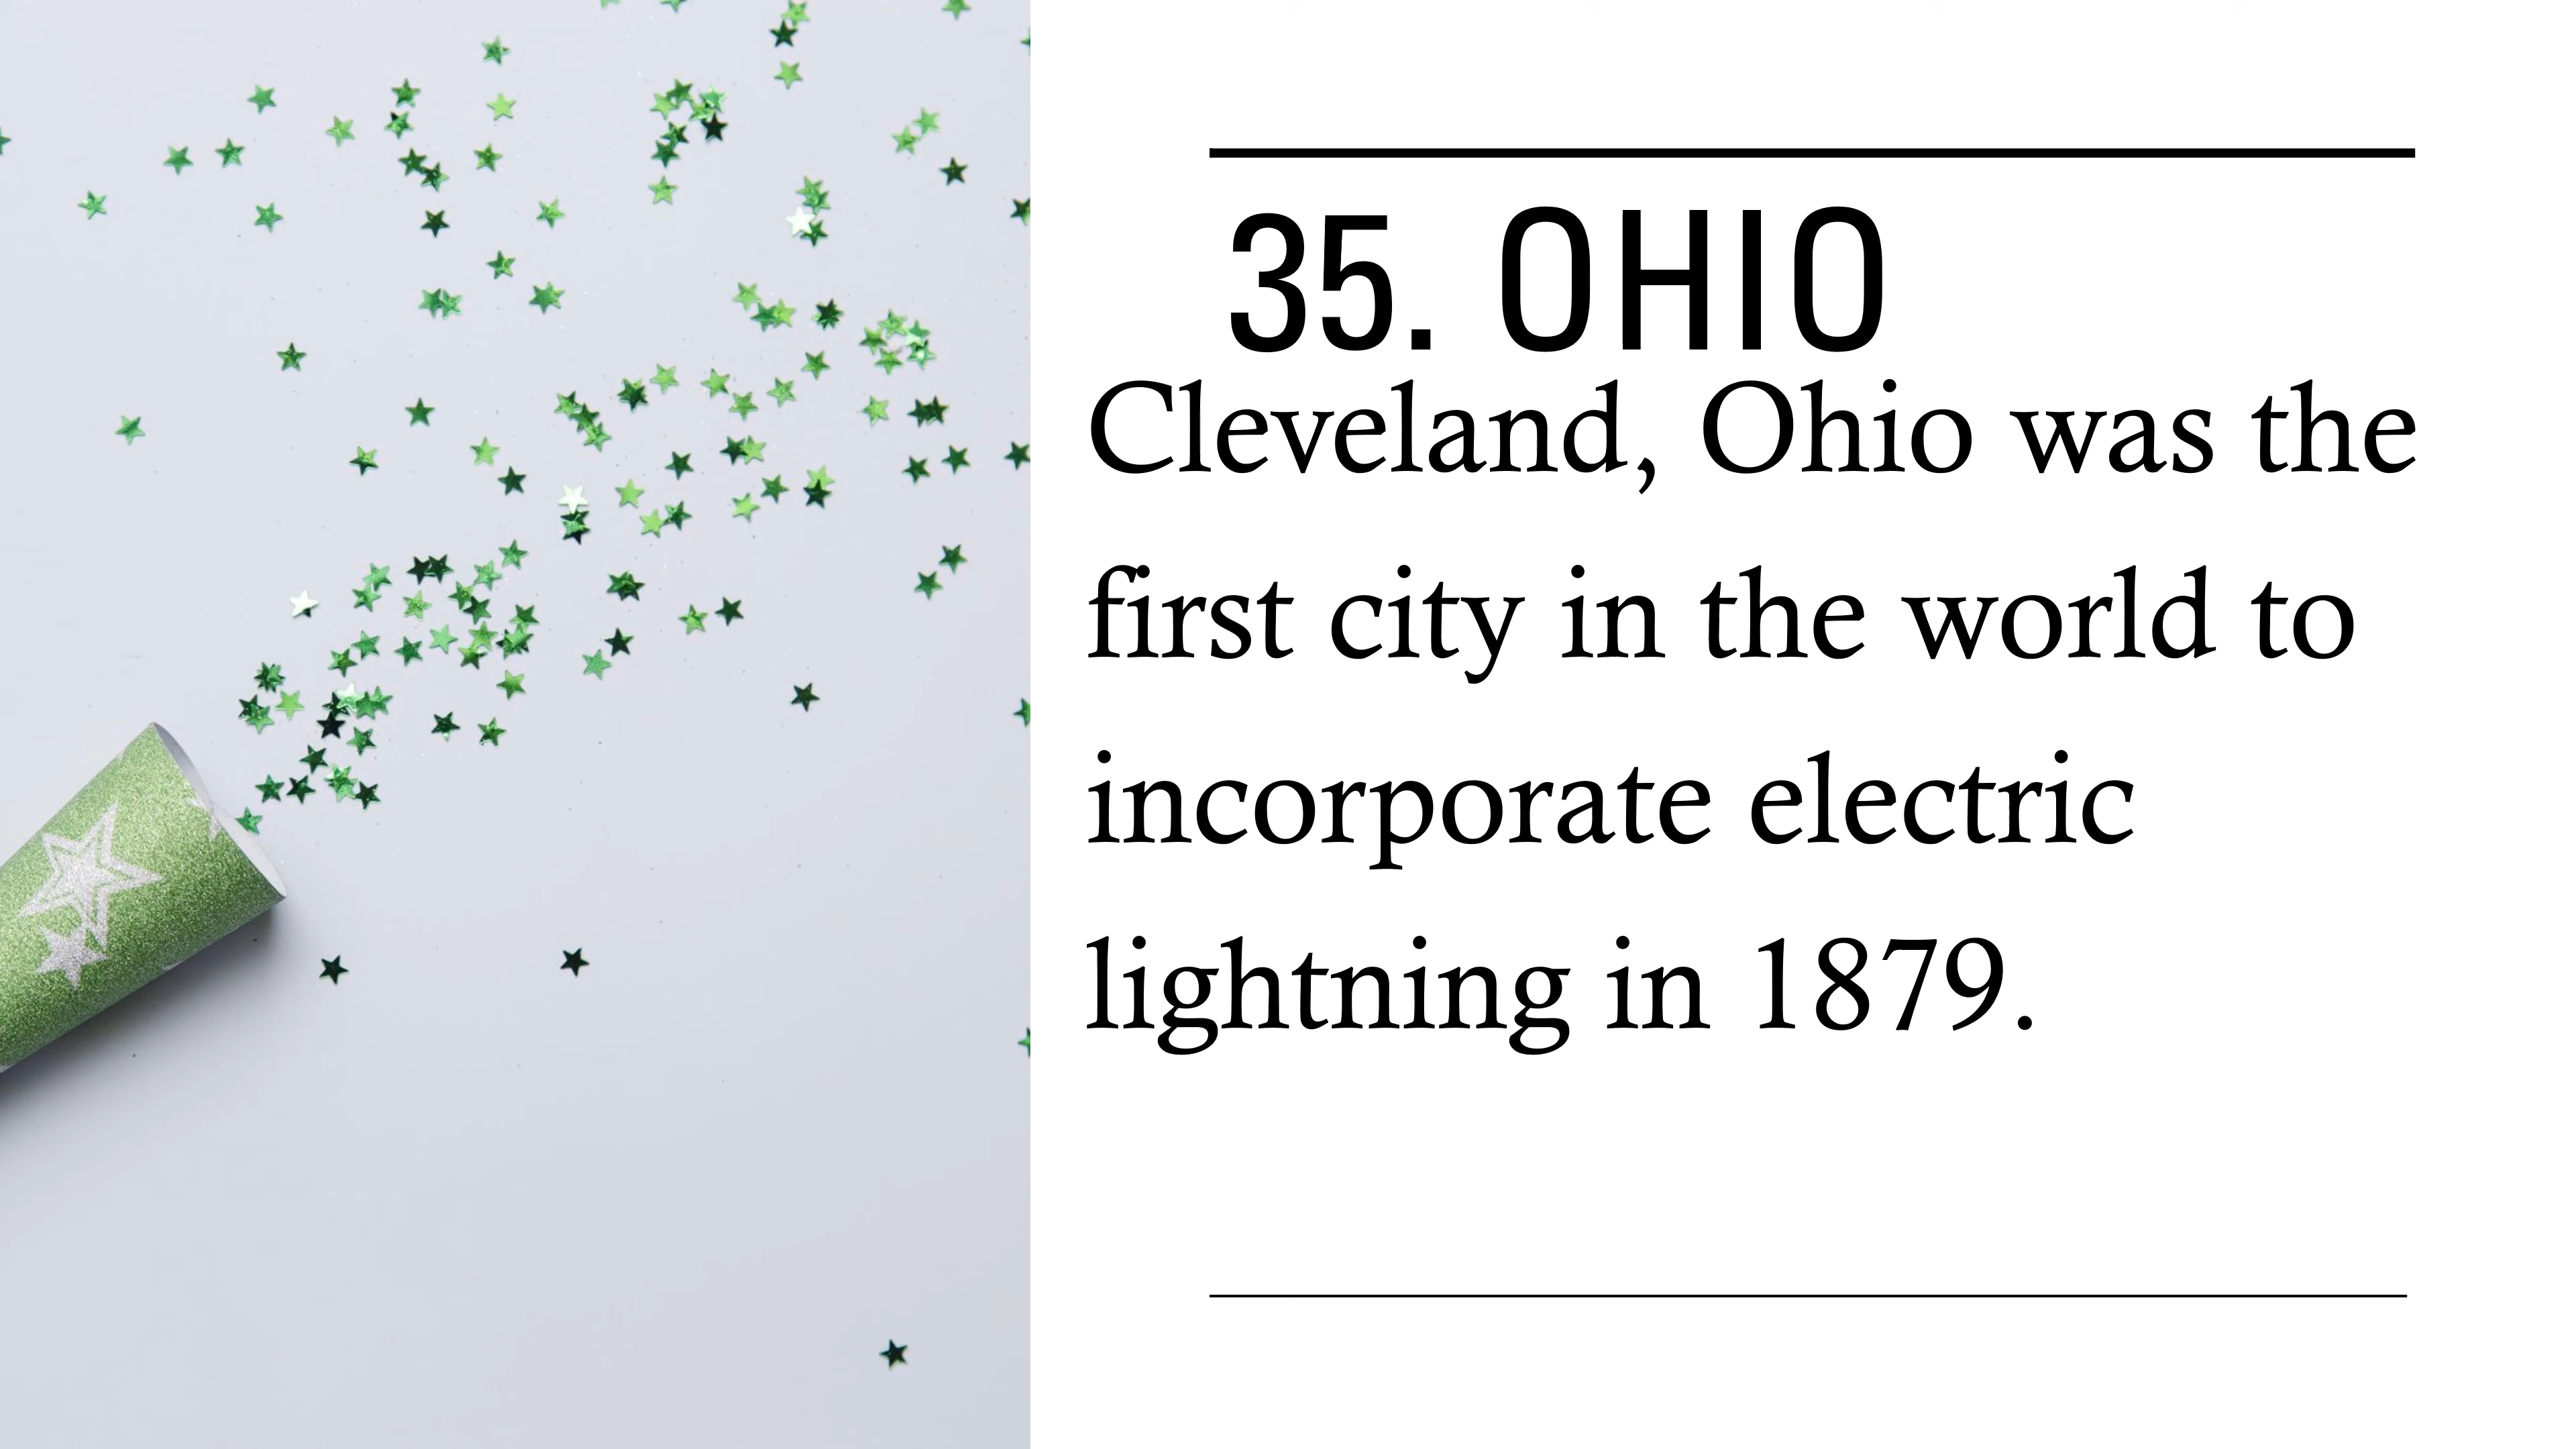 35. OHIO
Cleveland, Ohio was the
first city in the world to
incorporate electric
lightning in 1879.